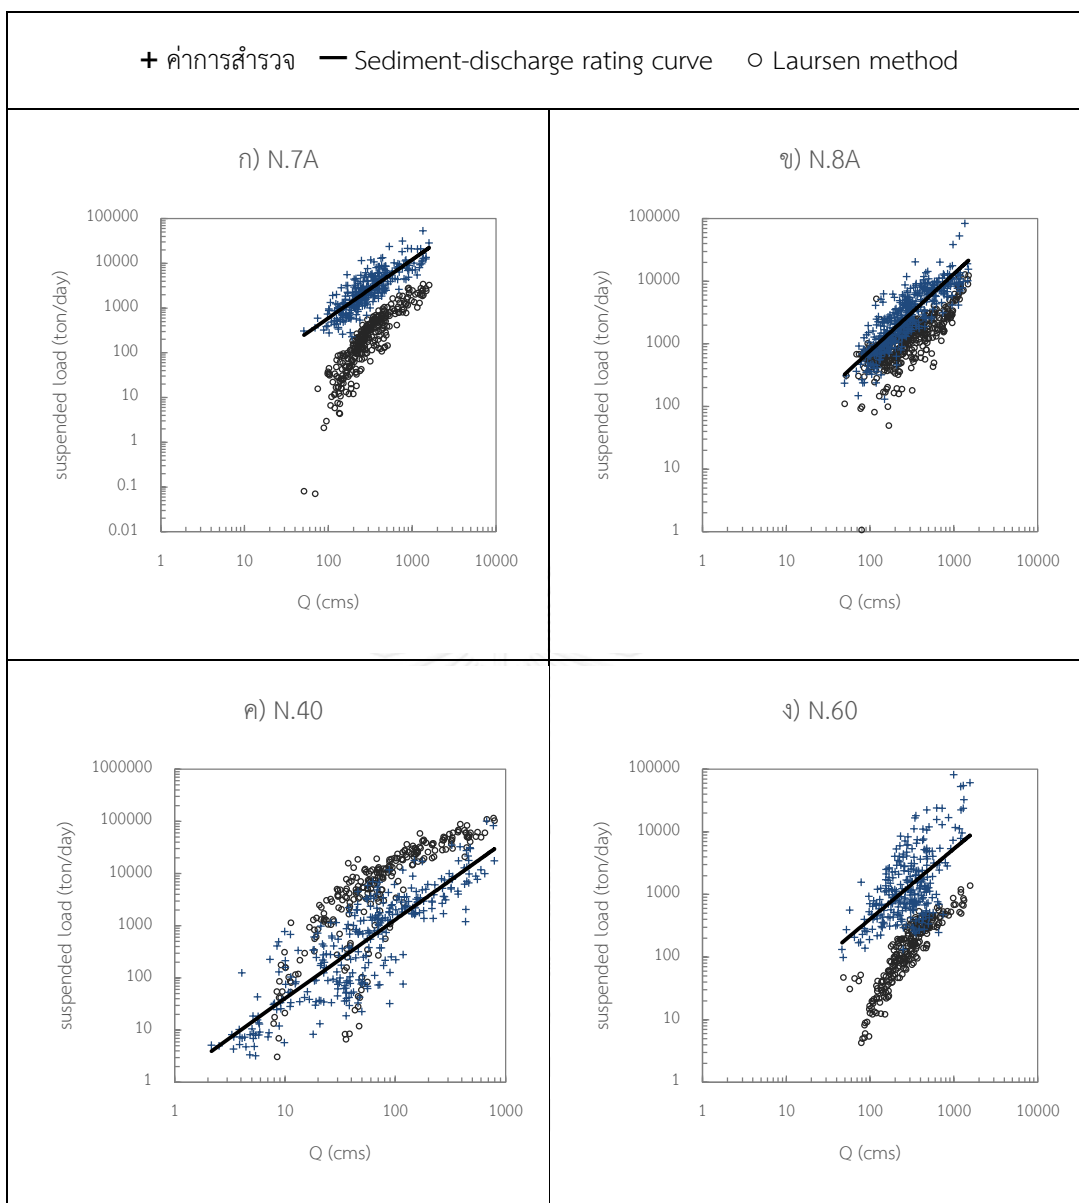 + ค่าการสำรวจ — Sediment-discharge rating curve ○ Laursen method
ก) N.7A
100000
10000
1000
100
10
1
0.1
0.01
suspended load (ton/day)
1 10 100 1000 10000
Q (cms)
ข) N.8A
100000
10000
1000
100
10
1
suspended load (ton/day)
1 10 100 1000 10000
Q (cms)
ค) N.40
1000000
100000
10000
1000
100
10
1
suspended load (ton/day)
1 10 100 1000
Q (cms)
ง) N.60
100000
10000
1000
100
10
1
suspended load (ton/day)
1 10 100 1000 10000
Q (cms)